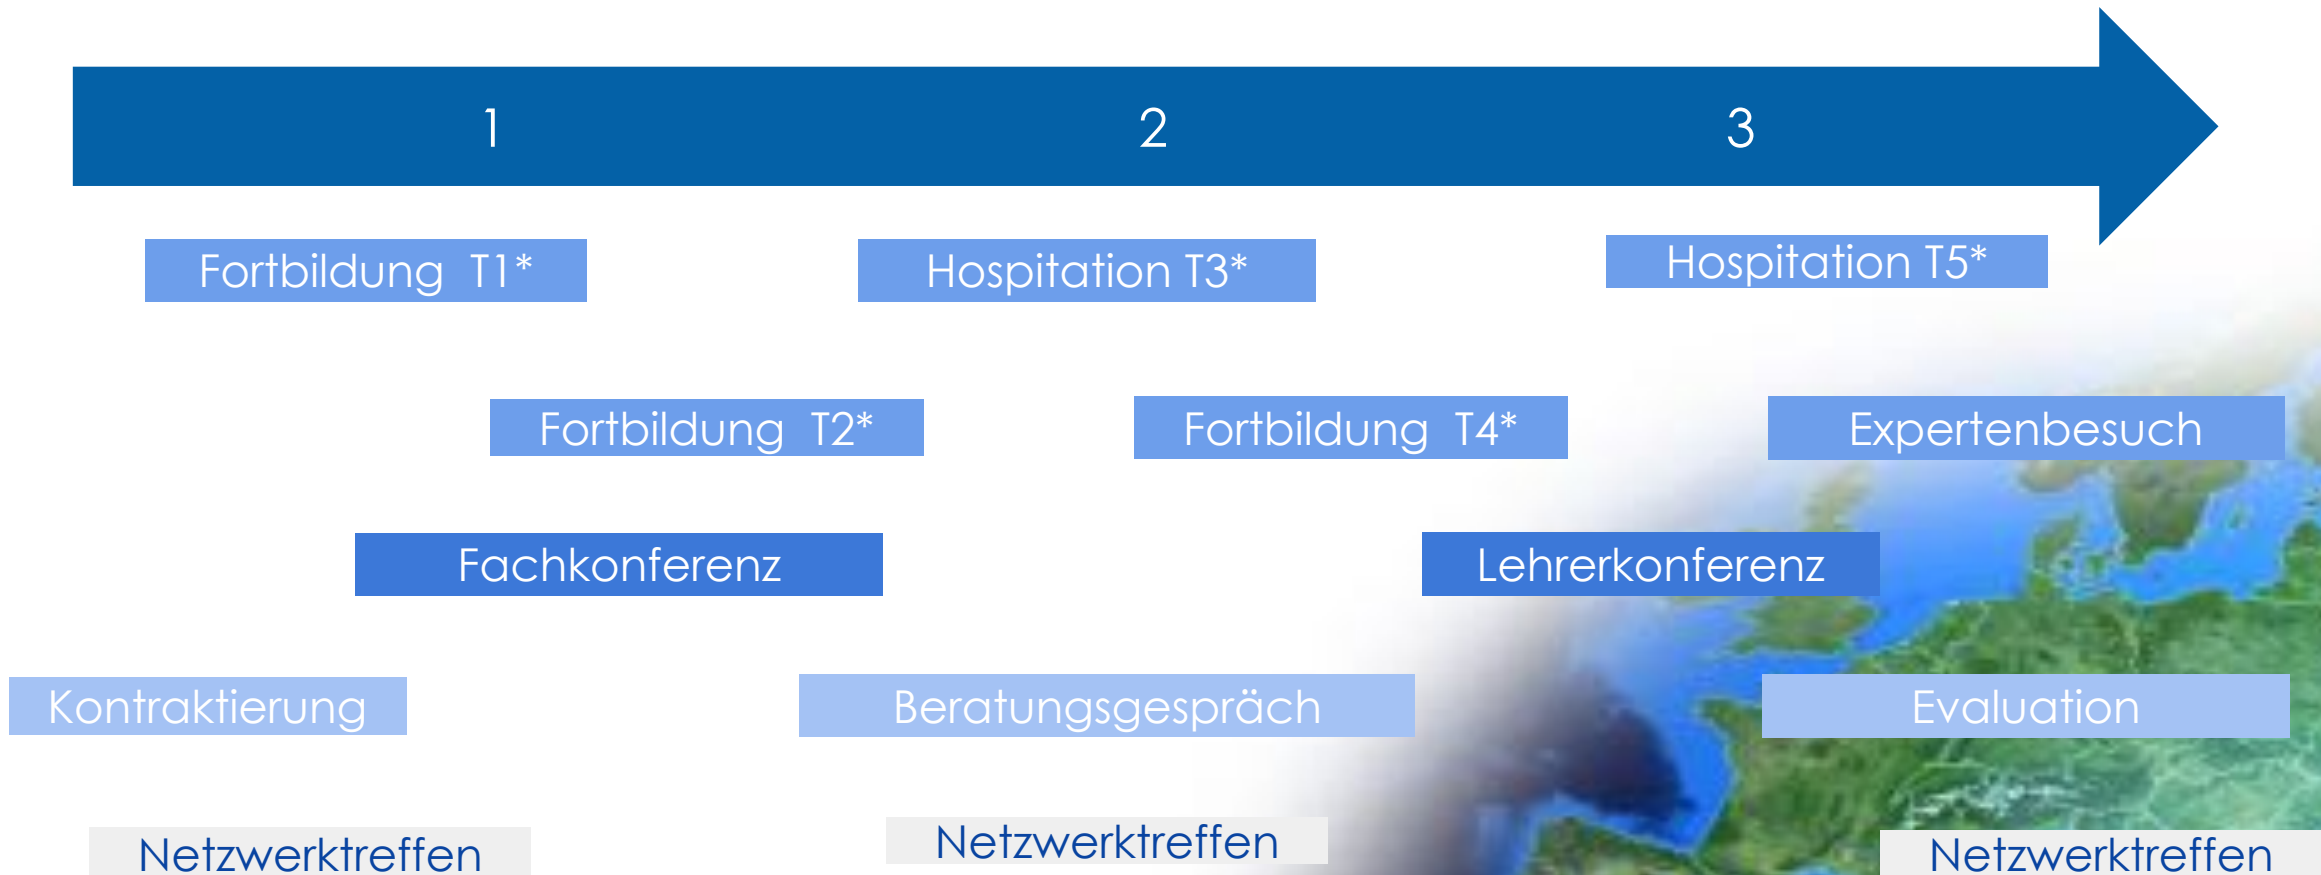 1
2
3
Fortbildung T1*
Hospitation T3*
Hospitation T5*
Fortbildung T2*
Fortbildung T4*
Expertenbesuch
Fachkonferenz
Lehrerkonferenz
Kontraktierung
Beratungsgespräch
Evaluation
Netzwerktreffen
Netzwerktreffen
Netzwerktreffen